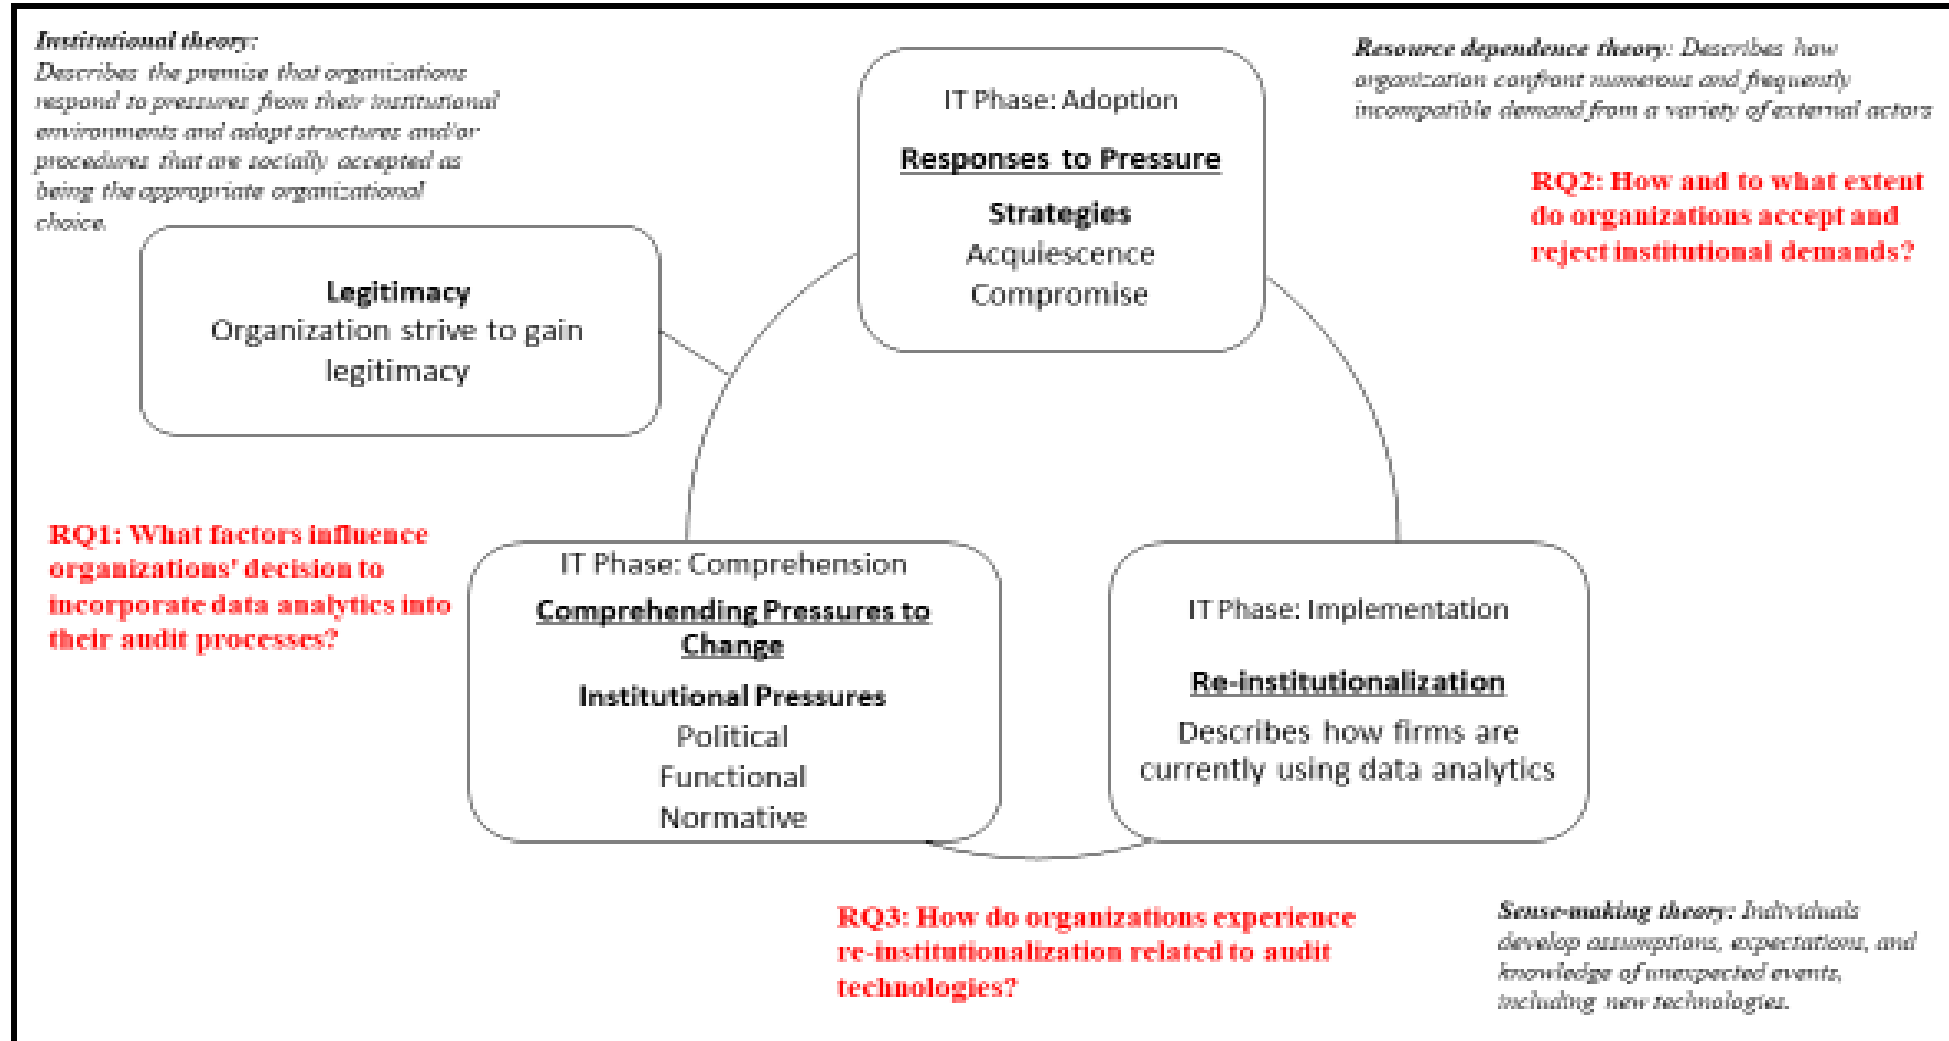 Institutional theory:
Describes the premise that organizations
respond to pressures from their institutional
environments and adopt structures and/or
procedures that are socially accepted as
being the appropriate organizational
choice.
IT Phase: Adoption
Responses to Pressure
Strategies
Acquiescence
Compromise
Resource dependence theory: Describes how
organization confront numerous and frequently
incompatible demand from a variety of external actors
RQ2: How and to what extent
do organizations accept and
reject institutional demands?
Legitimacy
Organization strive to gain
legitimacy
RQ1: What factors influence
organizations' decision to
incorporate data analytics into
their audit processes?
IT Phase: Comprehension
Comprehending Pressures to
Change
Institutional Pressures
Political
Functional
Normative
IT Phase: Implementation
Re-institutionalization
Describes how firms are
currently using data analytics
RQ3: How do organizations experience
re-institutionalization related to audit
technologies?
Sense-making theory: Individuals
develop assumptions, expectations, and
knowledge of unexpected events,
including new technologies.